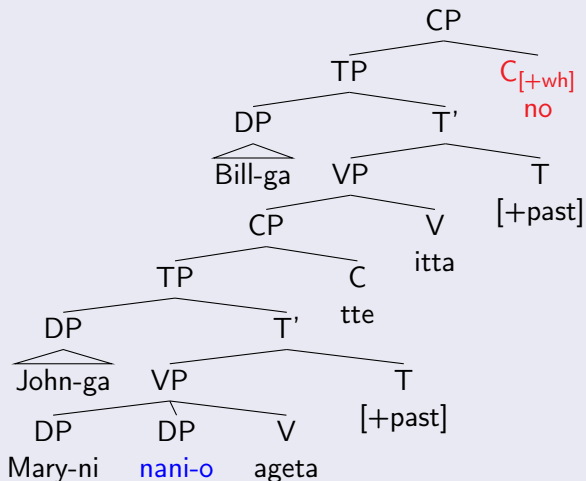 CP
TP C[+wh]
no
DP T'
Bill-ga VP T
[+past]
CP V
itta
TP C
tte
DP T'
John-ga VP T
[+past]
DP DP V
Mary-ni nani-o ageta